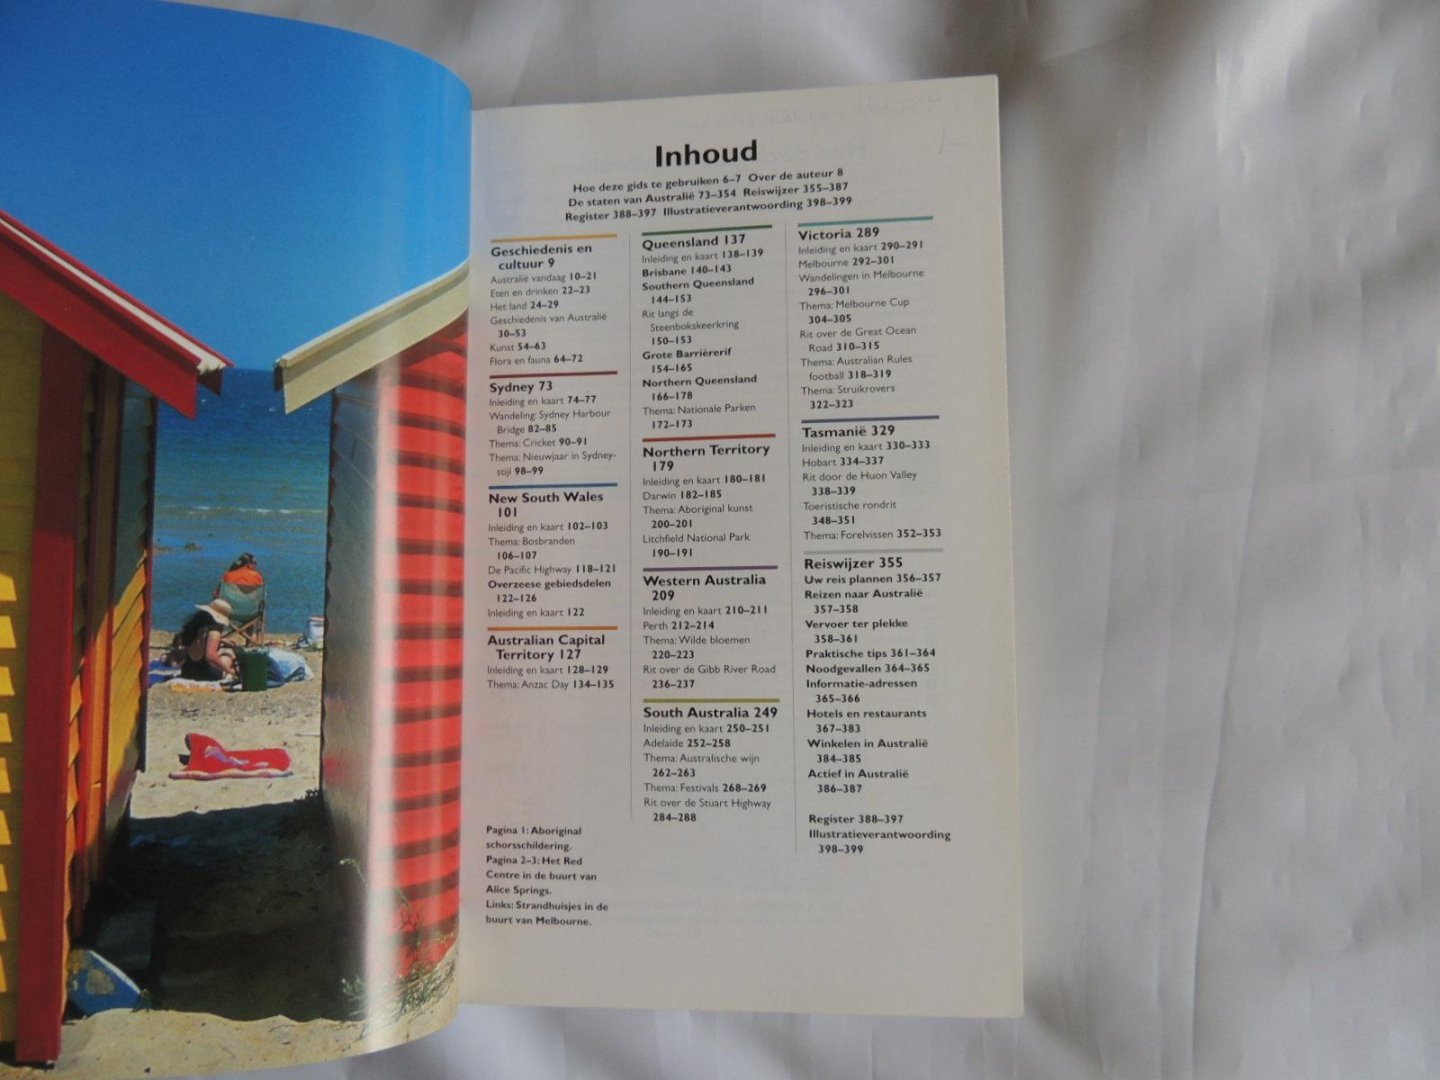 Inhoud
Hoe deze gids te gebruiken 6–7 Over de auteur 8
De staten van Australië 73–354 Reiswijzer 355–387
Register 388–397 Illustratieverantwoording 398–399
Geschiedenis en
cultuur 9
Australië vandaag 10–21
Eten en drinken 22–23
Het land 24–29
Geschiedenis van Australië
30–53
Kunst 54–63
Flora en fauna 64–72
Sydney 73
Inleiding en kaart 74–77
Wandeling: Sydney Harbour
Bridge 82–85
Thema: Cricket 90–91
Thema: Nieuwjaar in Sydney-
stijl 98–99
New South Wales
101
Inleiding en kaart 102–103
Thema: Bosbranden
106–107
De Pacific Highway 118–121
Overzeese gebiedsdelen
122–126
Inleiding en kaart 122
Australian Capital
Territory 127
Inleiding en kaart 128–129
Thema: Anzac Day 134–135
Pagina 1: Aboriginal
schorsschildering.
Pagina 2–3: Het Red
Centre in de buurt van
Alice Springs.
Links: Strandhuisjes in de
buurt van Melbourne.
Queensland 137
Inleiding en kaart 138–139
Brisbane 140–143
Southern Queensland
144–153
Rit langs de
Steenbokskeerkring
150–153
Grote Barrièrerif
154–165
Northern Queensland
166–178
Thema: Nationale Parken
172–173
Northern Territory
179
Inleiding en kaart 180–181
Darwin 182–185
Thema: Aboriginal kunst
200–201
Litchfield National Park
190–191
Western Australia
209
Inleiding en kaart 210–211
Perth 212–214
Thema: Wilde bloemen
220–223
Rit over de Gibb River Road
236–237
South Australia 249
Inleiding en kaart 250–251
Adelaide 252–258
Thema: Australische wijn
262–263
Thema: Festivals 268–269
Rit over de Stuart Highway
284–288
Victoria 289
Inleiding en kaart 290–291
Melbourne 292–301
Wandelingen in Melbourne
296–301
Thema: Melbourne Cup
304–305
Rit over de Great Ocean
Road 310–315
Thema: Australian Rules
football 318–319
Thema: Struikrovers
322–323
Tasmanië 329
Inleiding en kaart 330–333
Hobart 334–337
Rit door de Huon Valley
338–339
Toeristische rondrit
348–351
Thema: Forelvissen 352–353
Reiswijzer 355
Uw reis plannen 356–357
Reizen naar Australië
357–358
Vervoer ter plekke
358–361
Praktische tips 361–364
Noodgevallen 364–365
Informatie-adressen
365–366
Hotels en restaurants
367–383
Winkelen in Australië
384–385
Actief in Australië
386–387
Register 388–397
Illustratieverantwoording
398–399